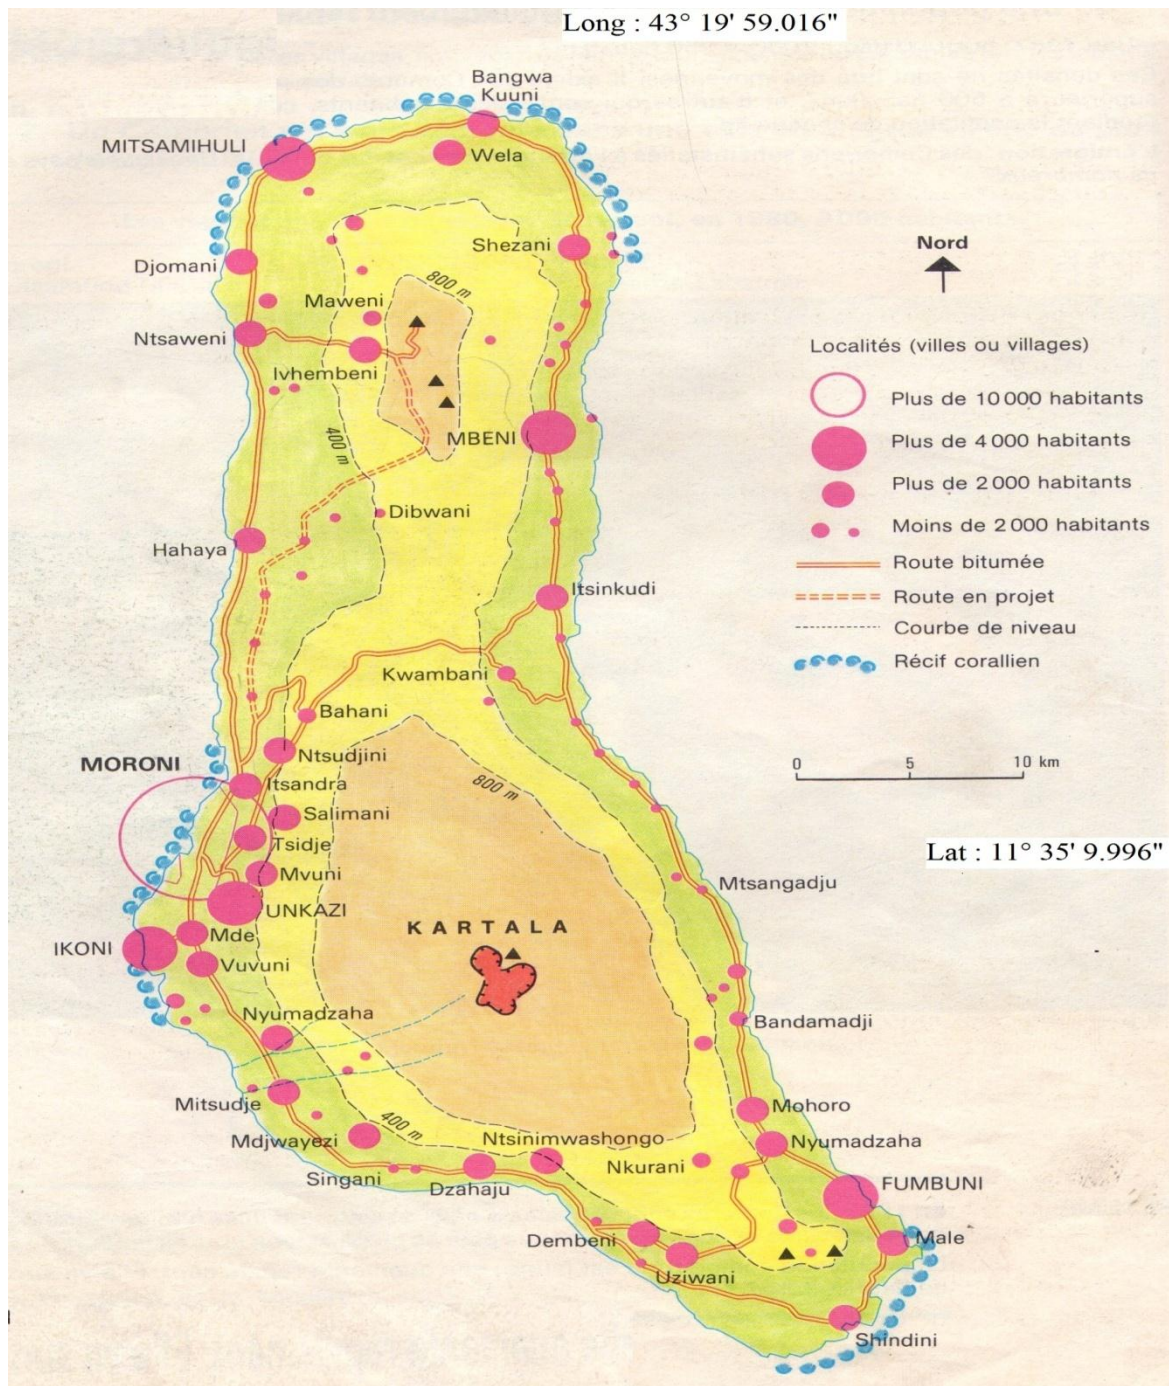 Long : 43° 19' 59.016"
Bangwa
Kuuni
MITSAMIHULI
Wela
Nord
Shezani
Djomani
800 m
Maweni
Ntsaweni
Localités (villes ou villages)
Ivhembeni
Plus de 10 000 habitants
400 m
MBENI
Plus de 4 000 habitants
Plus de 2 000 habitants
Dibwani
Moins de 2 000 habitants
Hahaya
Route bitumée
Itsinkudi
Route en projet
Courbe de niveau
Récif corallien
Kwambani
Bahani
Ntsudjini
MORONI
0 5 10 km
Itsandra
800 m
Salimani
Tsidje
Lat : 11° 35' 9.996"
Mvuni
Mtsangadju
UNKAZI
KARTALA
Mde
IKONI
Vuvuni
Nyumadzaha
Bandamadji
Mitsudje
Mohoro
400 m
Mdjwayezi
Ntsinimwashongo
Nyumadzaha
Nkurani
Singani
Dzahaju
FUMBUNI
Dembeni
Male
Uziwani
Shindini